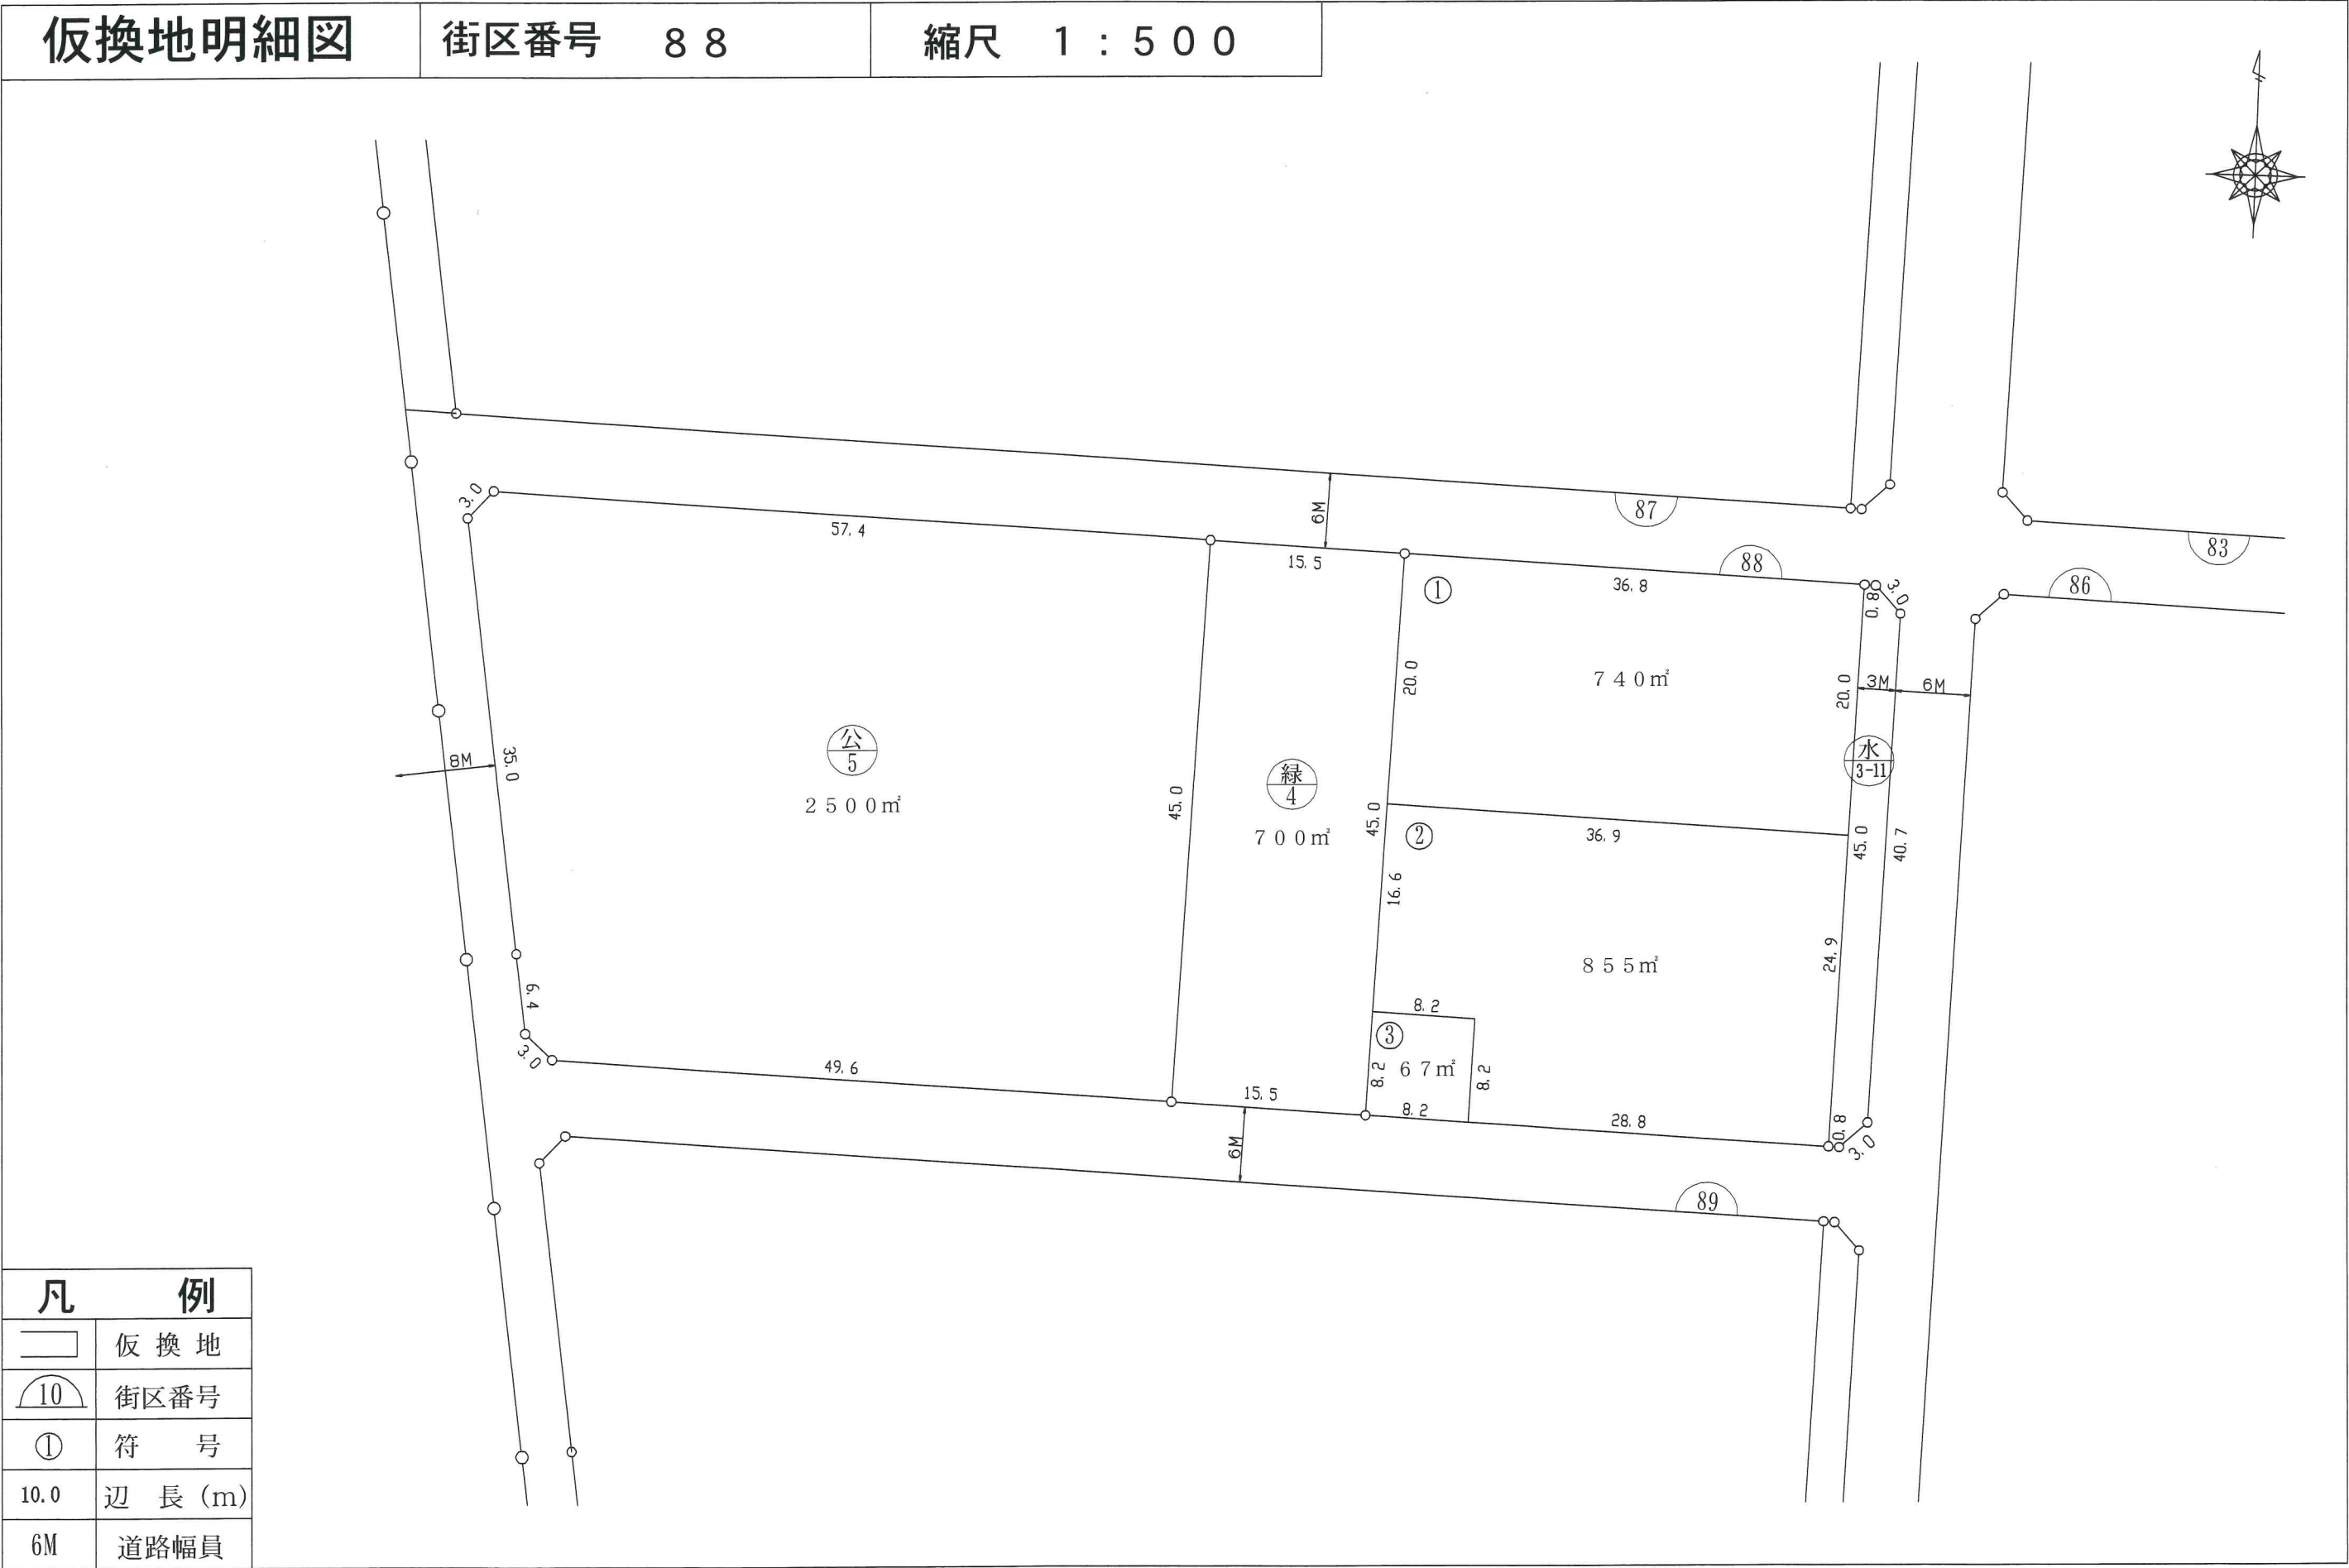 仮換地明細図 街区番号 ８８ 縮尺 １：５００
87
83
88
86
3.0
57.4
6M
15.5
36.8
3.0
0.8
①
20.0
740㎡
20.0
3M
6M
公
5
2500㎡
8M
35.0
緑
4
700㎡
45.0
45.0
水
3-11
②
36.9
45.0
40.7
16.6
855㎡
24.9
6.4
3.0
8.2
③
67㎡
8.2
8.2
49.6
15.5
8.2
28.8
0.8
3.0
6M
89
凡 例
仮換地
10 街区番号
① 符 号
10.0 辺 長（m）
6M 道路幅員